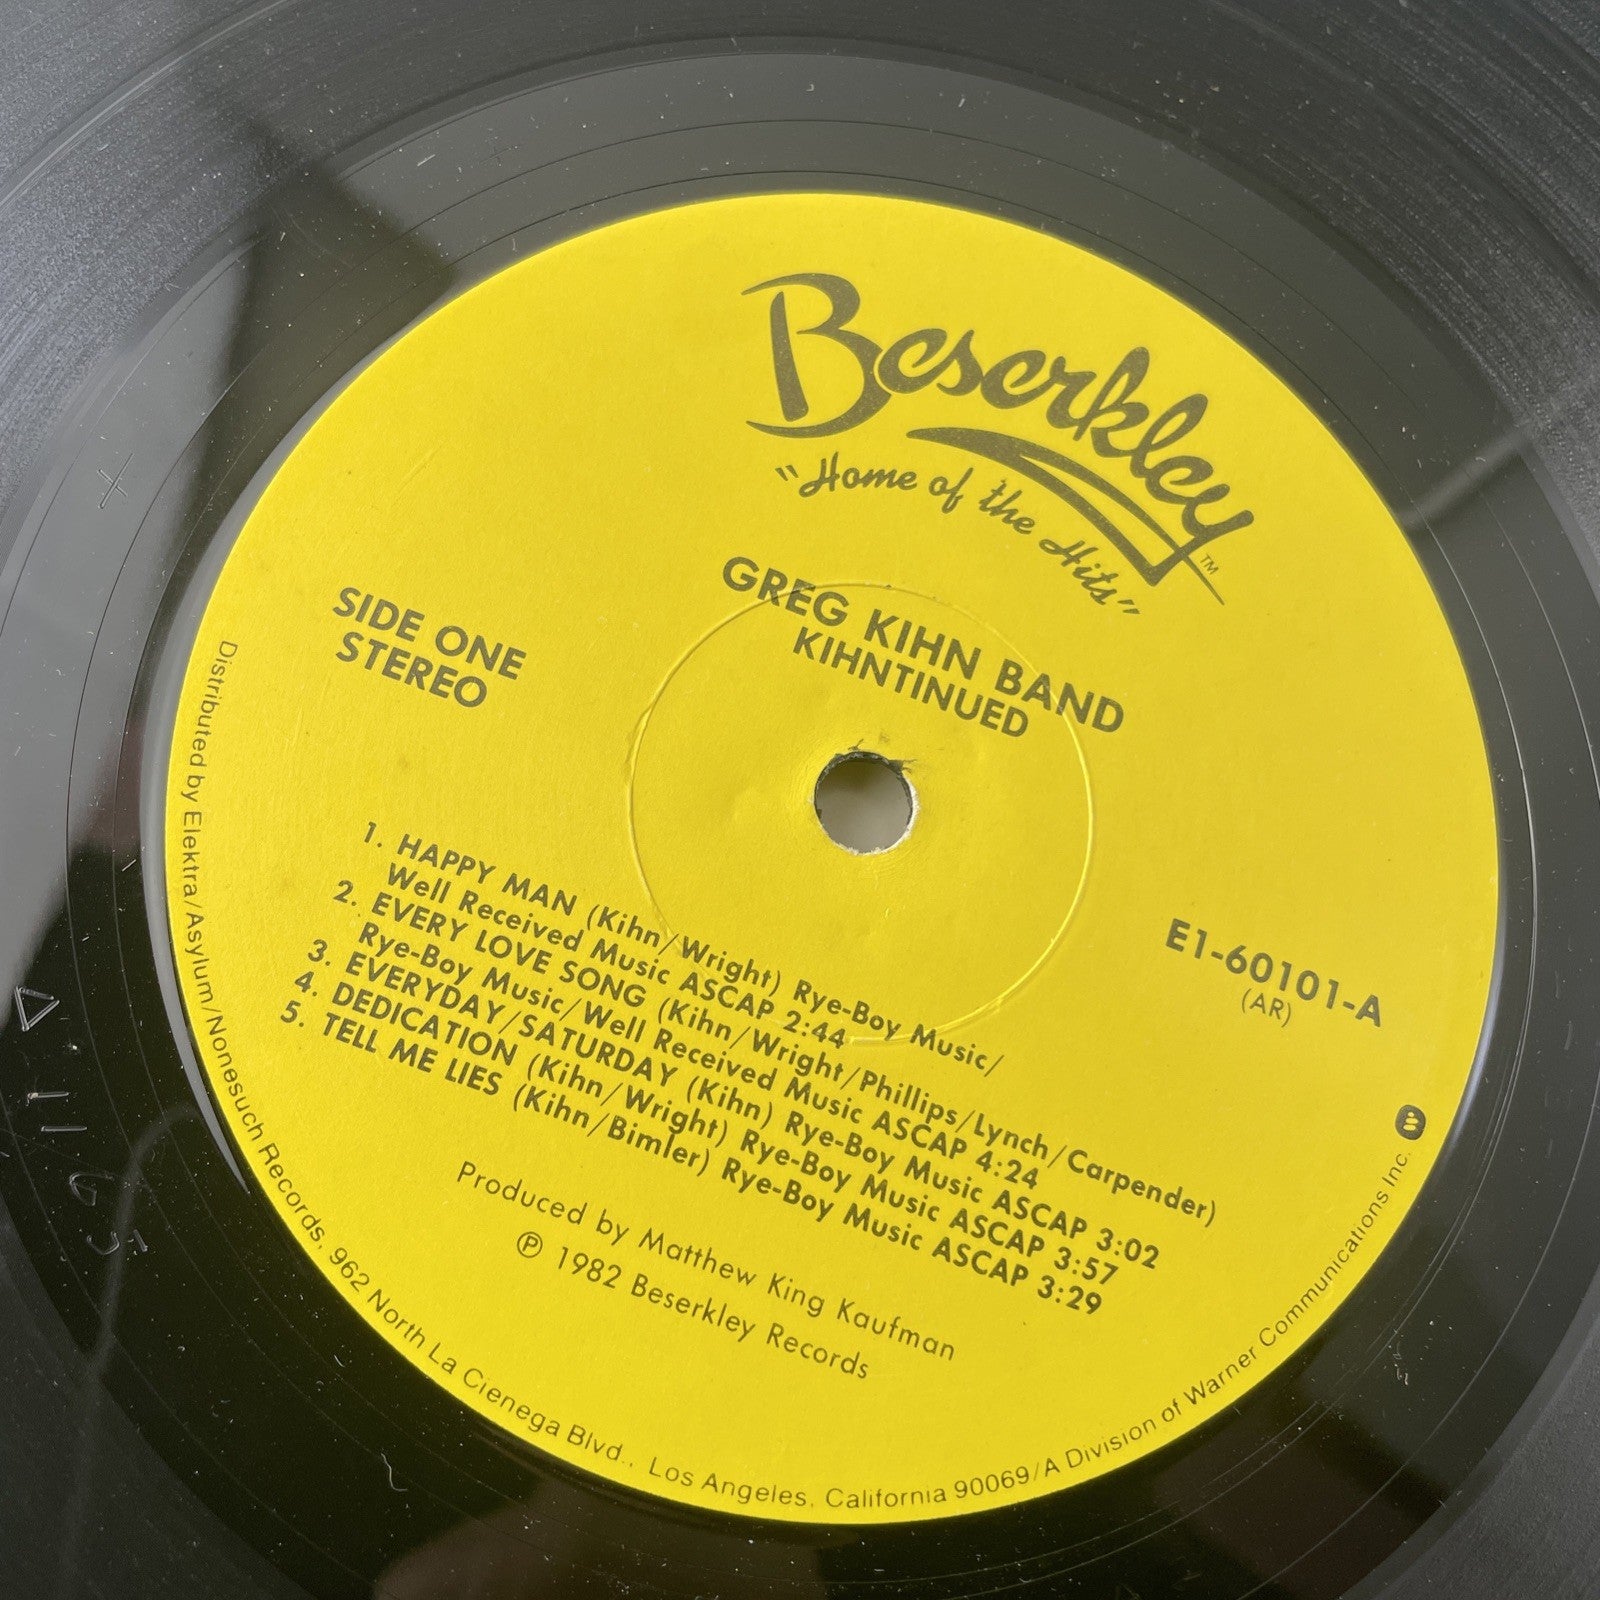 Beserkley™
"Home of the Hits"
GREG KIHN BAND
KIHNTINUED
SIDE ONE
STEREO
E1-60101-A
(AR)
1. HAPPY MAN (Kihn/Wright) Rye-Boy Music/
Well Received Music ASCAP 2:44
2. EVERY LOVE SONG (Kihn/Wright/Phillips/Lynch/Carpender)
Rye-Boy Music/Well Received Music ASCAP 4:24
3. EVERYDAY/SATURDAY (Kihn) Rye-Boy Music ASCAP 3:02
4. DEDICATION (Kihn/Wright) Rye-Boy Music ASCAP 3:57
5. TELL ME LIES (Kihn/Bimler) Rye-Boy Music ASCAP 3:29
Produced by Matthew King Kaufman
℗ 1982 Beserkley Records
Distributed by Elektra/Asylum/Nonesuch Records, 962 North La Cienega Blvd., Los Angeles, California 90069/A Division of Warner Communications Inc.